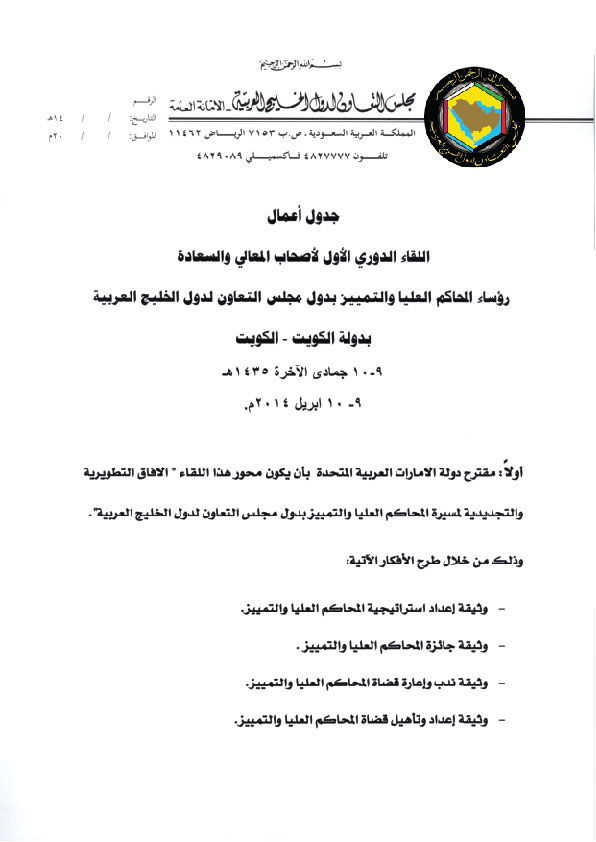 بسم الله الرحمن الرحيم
مجلس التعاون لدول الخليج العربية - الأمانة العامة
المملكة العربية السعودية . ص.ب ٧١٥٣ الرياض ١١٤٦٢
تلفون ٤٨٢٧٧٧٧ فاكسميلي ٤٨٢٩٠٨٩
الرقم
التاريخ: / / ١٤هـ
الموافق: / / ٢٠م
جدول أعمال
اللقاء الدوري الأول لأصحاب المعالي والسعادة
رؤساء المحاكم العليا والتمييز بدول مجلس التعاون لدول الخليج العربية
بدولة الكويت - الكويت
٩-١٠ جمادى الآخرة ١٤٣٥هـ
٩- ١٠ ابريل ٢٠١٤م.
أولاً: مقترح دولة الامارات العربية المتحدة بأن يكون محور هذا اللقاء " الافاق التطويرية
والتجديدية لمسيرة المحاكم العليا والتمييز بدول مجلس التعاون لدول الخليج العربية".
وذلك من خلال طرح الأفكار الآتية:
- وثيقة إعداد استراتيجية المحاكم العليا والتمييز.
- وثيقة جائزة المحاكم العليا والتمييز .
- وثيقة ندب وإعارة قضاة المحاكم العليا والتمييز.
- وثيقة إعداد وتأهيل قضاة المحاكم العليا والتمييز.